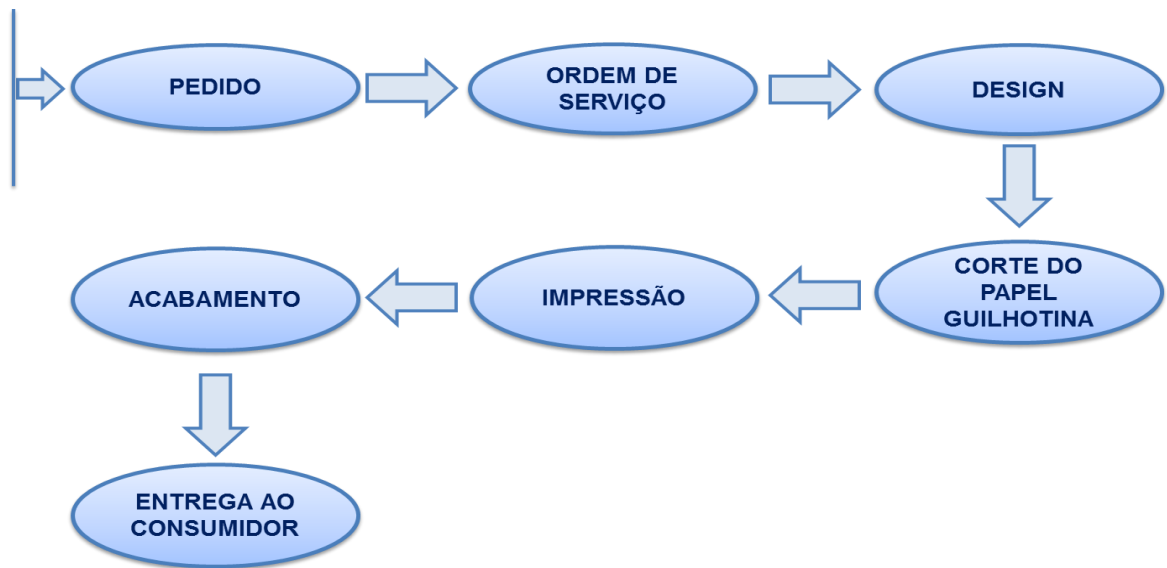 PEDIDO
ORDEM DE
SERVIÇO
DESIGN
CORTE DO
PAPEL
GUILHOTINA
IMPRESSÃO
ACABAMENTO
ENTREGA AO
CONSUMIDOR